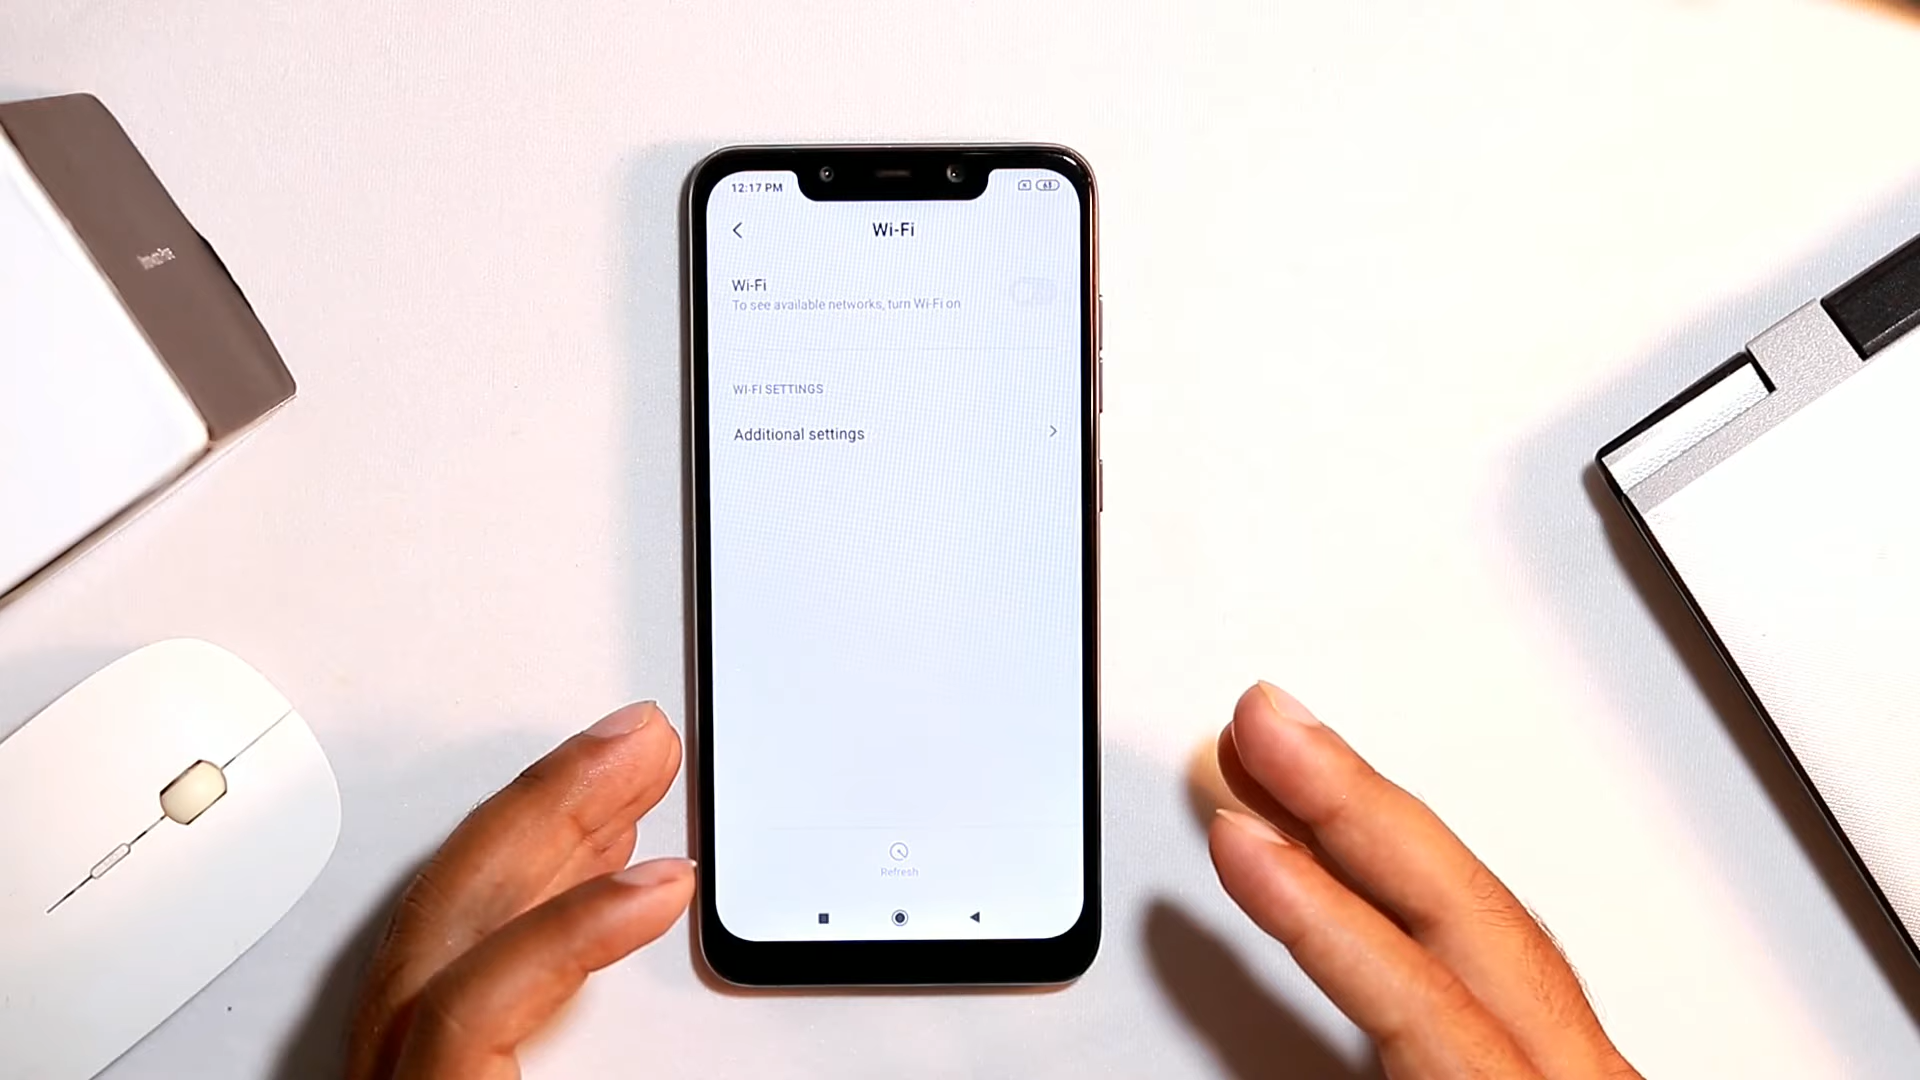 12:17 PM
61
Wi-Fi
Wi-Fi
To see available networks, turn Wi-Fi on
WI-FI SETTINGS
Additional settings
Refresh